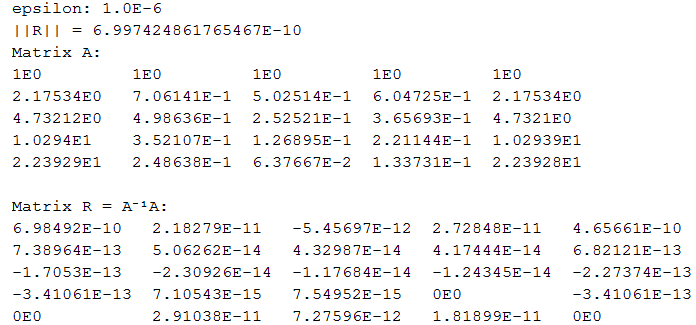 epsilon: 1.0E-6
||R|| = 6.997424861765467E-10
Matrix A:
1E0 1E0 1E0 1E0 1E0
2.17534E0 7.06141E-1 5.02514E-1 6.04725E-1 2.17534E0
4.73212E0 4.98636E-1 2.52521E-1 3.65693E-1 4.7321E0
1.0294E1 3.52107E-1 1.26895E-1 2.21144E-1 1.02939E1
2.23929E1 2.48638E-1 6.37667E-2 1.33731E-1 2.23928E1
Matrix R = A⁻¹A:
6.98492E-10 2.18279E-11 -5.45697E-12 2.72848E-11 4.65661E-10
7.38964E-13 5.06262E-14 4.32987E-14 4.17444E-14 6.82121E-13
-1.7053E-13 -2.30926E-14 -1.17684E-14 -1.24345E-14 -2.27374E-13
-3.41061E-13 7.10543E-15 7.54952E-15 0E0 -3.41061E-13
0E0 2.91038E-11 7.27596E-12 1.81899E-11 0E0